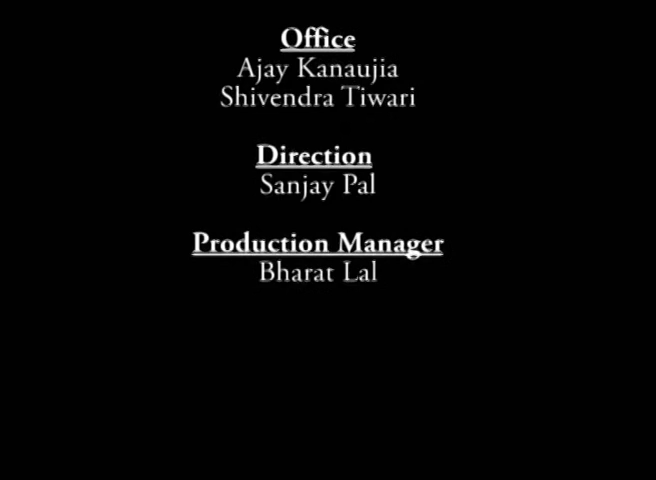 Office
Ajay Kanaujia
Shivendra Tiwari
Direction
Sanjay Pal
Production Manager
Bharat Lal